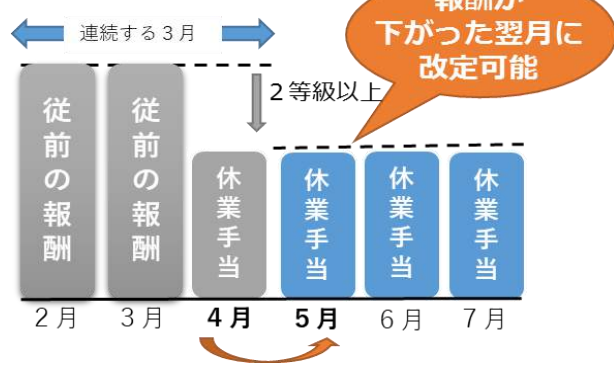 報酬が
下がった翌月に
改定可能
連続する３月
２等級以上
従前の報酬
従前の報酬
休業手当
休業手当
休業手当
休業手当
２月
３月
４月
５月
６月
７月